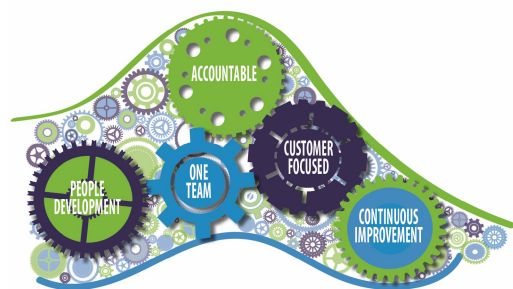 ACCOUNTABLE
CUSTOMER
FOCUSED
ONE
TEAM
PEOPLE
DEVELOPMENT
CONTINUOUS
IMPROVEMENT